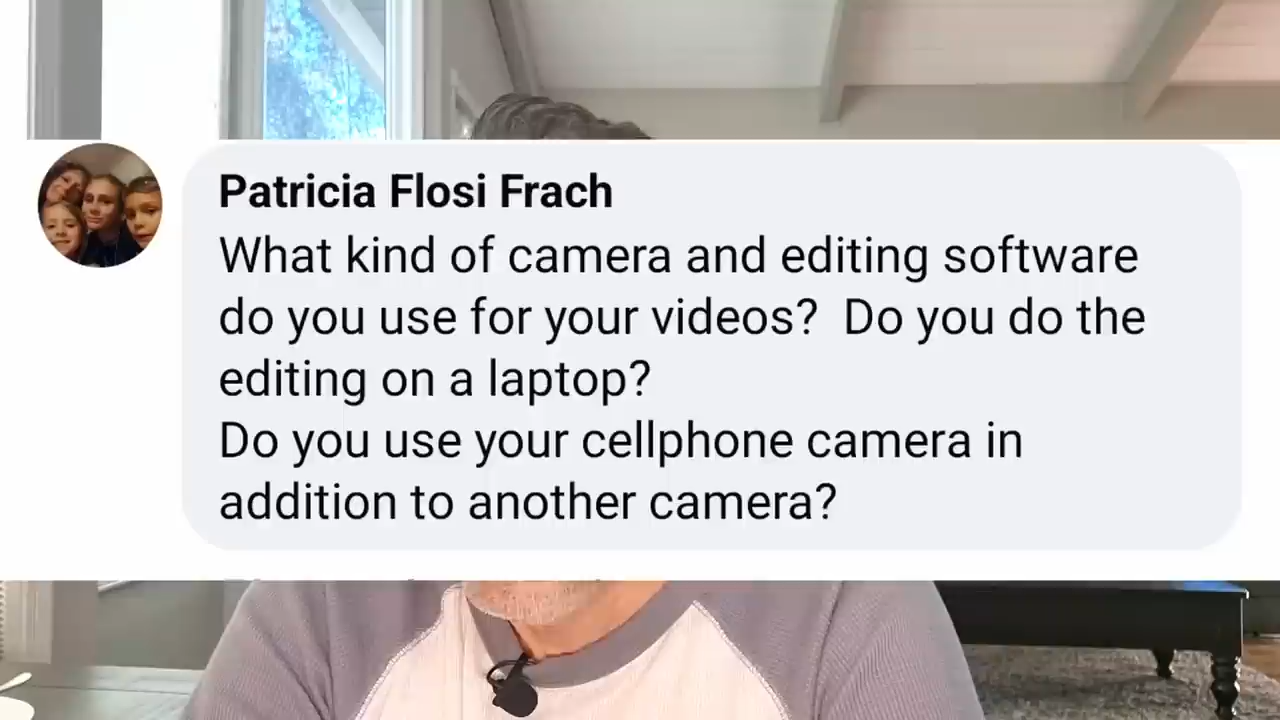 Patricia Flosi Frach
What kind of camera and editing software
do you use for your videos?  Do you do the
editing on a laptop?
Do you use your cellphone camera in
addition to another camera?